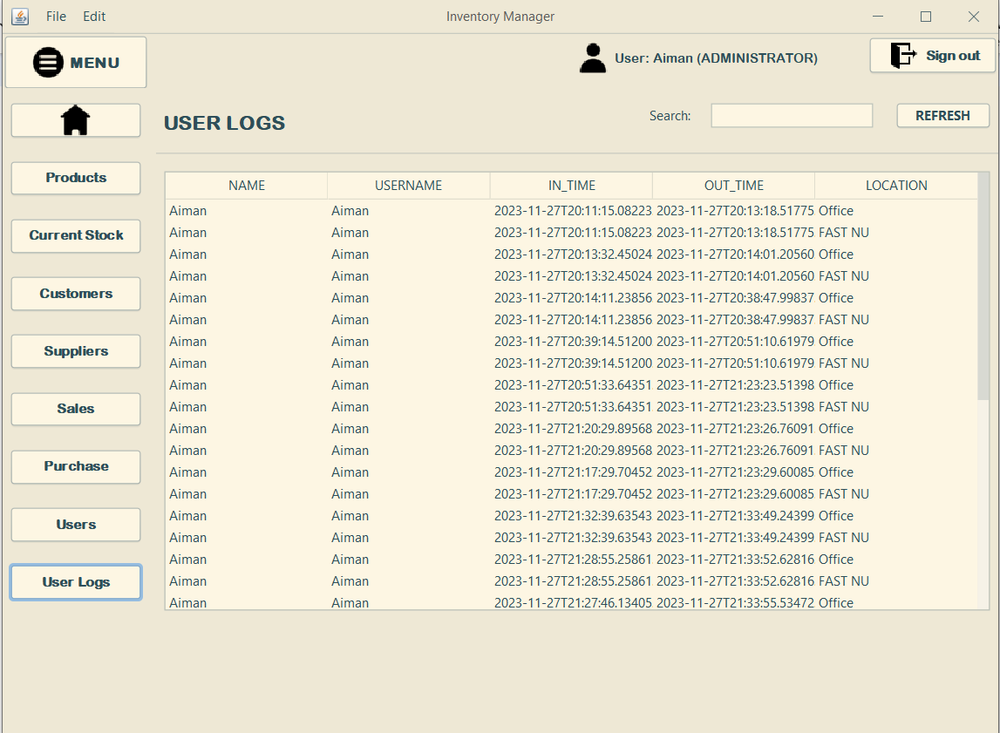 File Edit Inventory Manager
MENU User: Aiman (ADMINISTRATOR) Sign out
USER LOGS Search: REFRESH
Products
Current Stock
Customers
Suppliers
Sales
Purchase
Users
User Logs
NAME USERNAME IN_TIME OUT_TIME LOCATION
Aiman Aiman 2023-11-27T20:11:15.08223 2023-11-27T20:13:18.51775 Office
Aiman Aiman 2023-11-27T20:11:15.08223 2023-11-27T20:13:18.51775 FAST NU
Aiman Aiman 2023-11-27T20:13:32.45024 2023-11-27T20:14:01.20560 Office
Aiman Aiman 2023-11-27T20:13:32.45024 2023-11-27T20:14:01.20560 FAST NU
Aiman Aiman 2023-11-27T20:14:11.23856 2023-11-27T20:38:47.99837 Office
Aiman Aiman 2023-11-27T20:14:11.23856 2023-11-27T20:38:47.99837 FAST NU
Aiman Aiman 2023-11-27T20:39:14.51200 2023-11-27T20:51:10.61979 Office
Aiman Aiman 2023-11-27T20:39:14.51200 2023-11-27T20:51:10.61979 FAST NU
Aiman Aiman 2023-11-27T20:51:33.64351 2023-11-27T21:23:23.51398 Office
Aiman Aiman 2023-11-27T20:51:33.64351 2023-11-27T21:23:23.51398 FAST NU
Aiman Aiman 2023-11-27T21:20:29.89568 2023-11-27T21:23:26.76091 Office
Aiman Aiman 2023-11-27T21:20:29.89568 2023-11-27T21:23:26.76091 FAST NU
Aiman Aiman 2023-11-27T21:17:29.70452 2023-11-27T21:23:29.60085 Office
Aiman Aiman 2023-11-27T21:17:29.70452 2023-11-27T21:23:29.60085 FAST NU
Aiman Aiman 2023-11-27T21:32:39.63543 2023-11-27T21:33:49.24399 Office
Aiman Aiman 2023-11-27T21:32:39.63543 2023-11-27T21:33:49.24399 FAST NU
Aiman Aiman 2023-11-27T21:28:55.25861 2023-11-27T21:33:52.62816 Office
Aiman Aiman 2023-11-27T21:28:55.25861 2023-11-27T21:33:52.62816 FAST NU
Aiman Aiman 2023-11-27T21:27:46.13405 2023-11-27T21:33:55.53472 Office